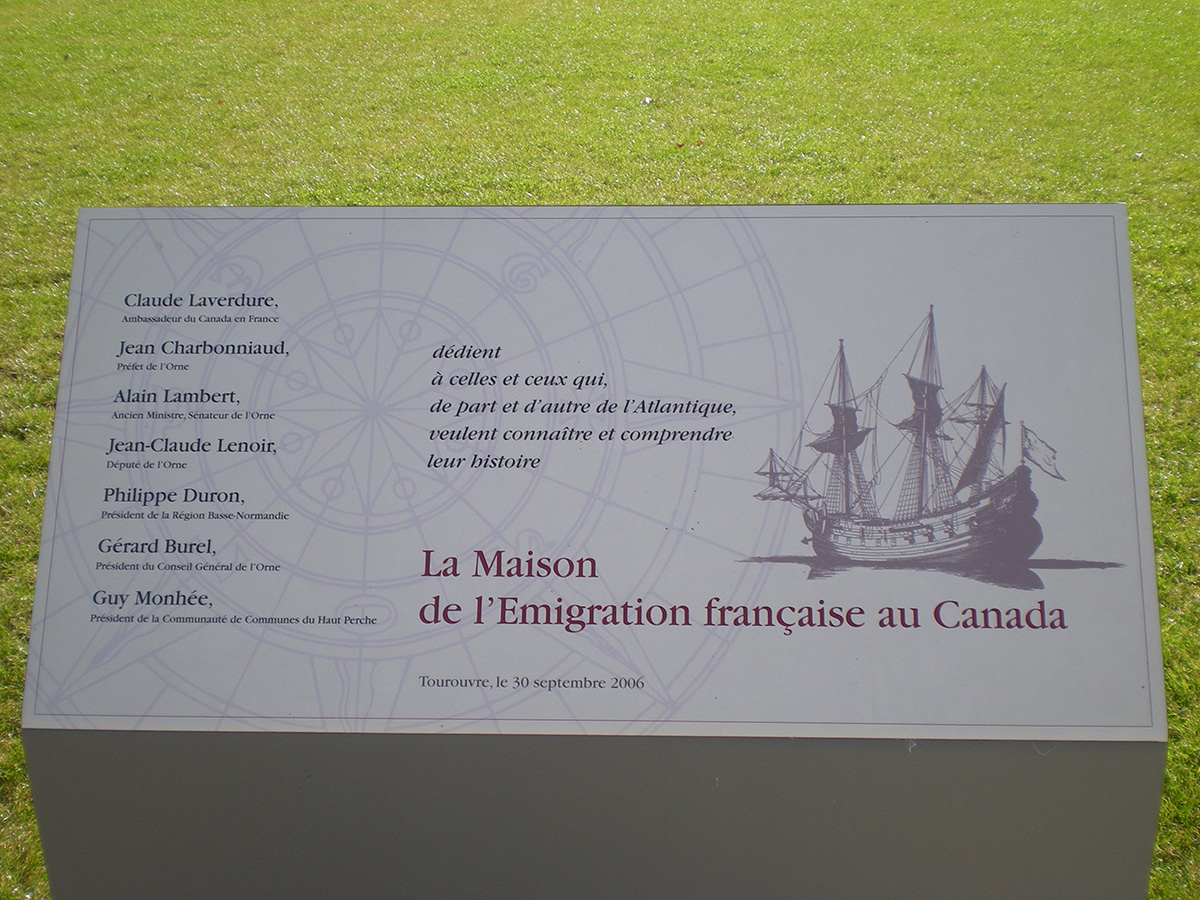 Claude Laverdure,
Ambassadeur du Canada en France
Jean Charbonniaud,
Préfet de l'Orne
Alain Lambert,
Ancien Ministre, Sénateur de l'Orne
Jean-Claude Lenoir,
Député de l'Orne
Philippe Duron,
Président de la Région Basse-Normandie
Gérard Burel,
Président du Conseil Général de l'Orne
Guy Monhée,
Président de la Communauté de Communes du Haut Perche
dédient
à celles et ceux qui,
de part et d'autre de l'Atlantique,
veulent connaître et comprendre
leur histoire
La Maison
de l'Emigration française au Canada
Tourouvre, le 30 septembre 2006